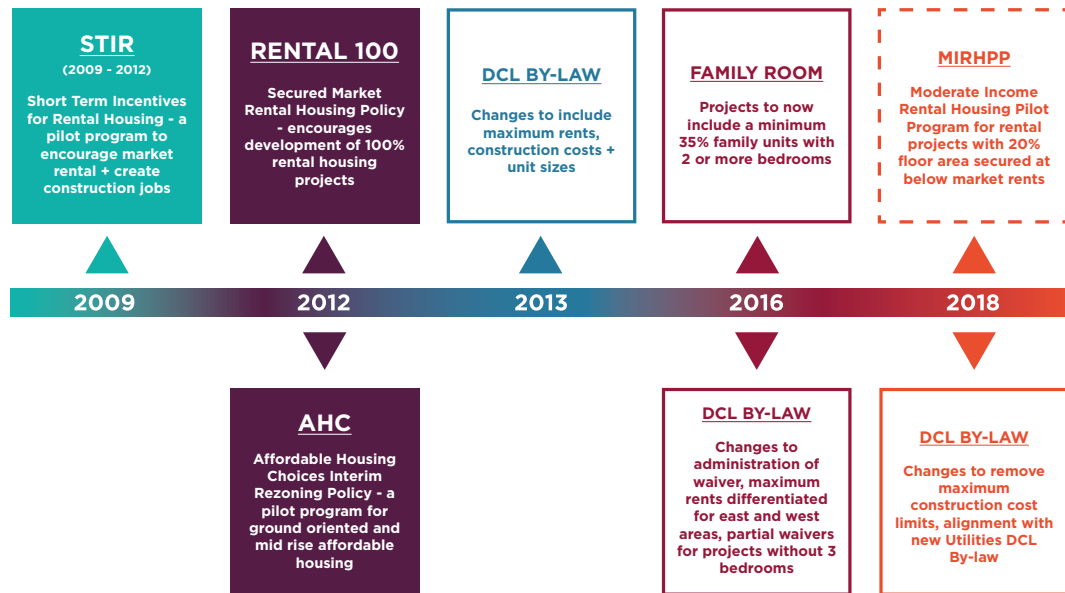 STIR
(2009 - 2012)
Short Term Incentives
for Rental Housing - a
pilot program to
encourage market
rental + create
construction jobs
RENTAL 100
Secured Market
Rental Housing Policy
- encourages
development of 100%
rental housing
projects
DCL BY-LAW
Changes to include
maximum rents,
construction costs +
unit sizes
FAMILY ROOM
Projects to now
include a minimum
35% family units with
2 or more bedrooms
MIRHPP
Moderate Income
Rental Housing Pilot
Program for rental
projects with 20%
floor area secured at
below market rents
2009
2012
2013
2016
2018
AHC
Affordable Housing
Choices Interim
Rezoning Policy - a
pilot program for
ground oriented and
mid rise affordable
housing
DCL BY-LAW
Changes to
administration of
waiver, maximum
rents differentiated
for east and west
areas, partial waivers
for projects without 3
bedrooms
DCL BY-LAW
Changes to remove
maximum
construction cost
limits, alignment with
new Utilities DCL
By-law